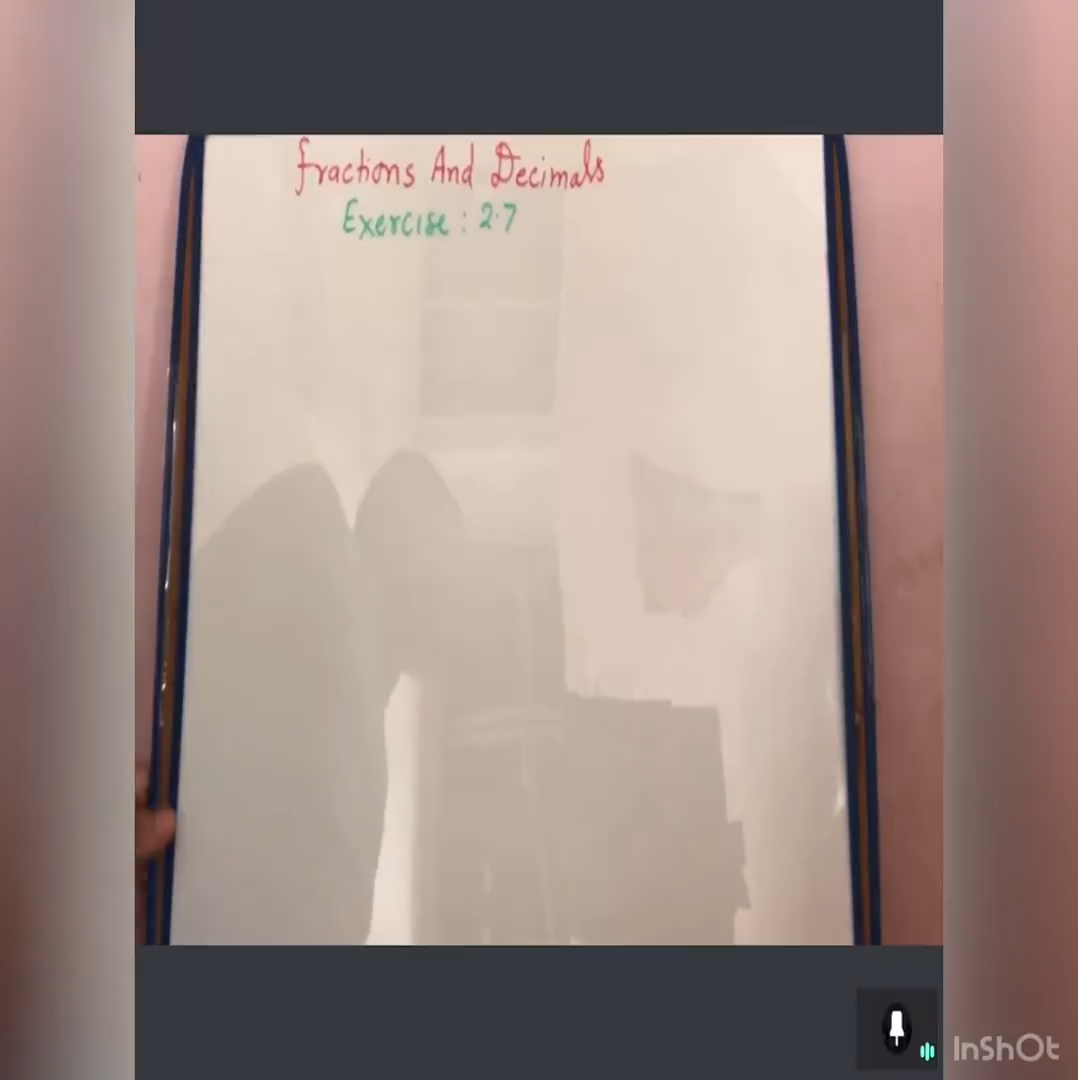 Fractions And Decimals
Exercise : 2.7
InShOt